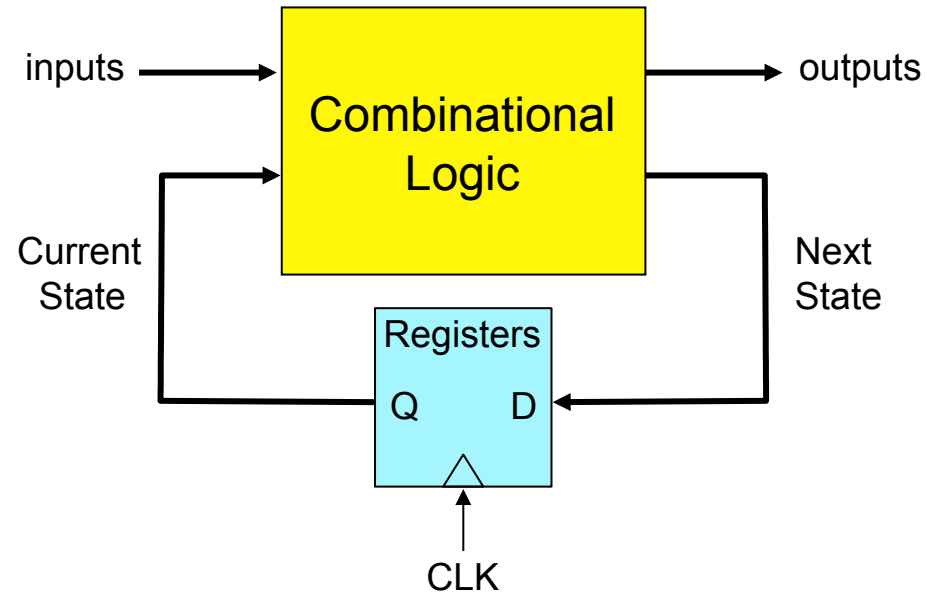 inputs
outputs
Combinational
Logic
Current
State
Next
State
Registers
Q
D
CLK